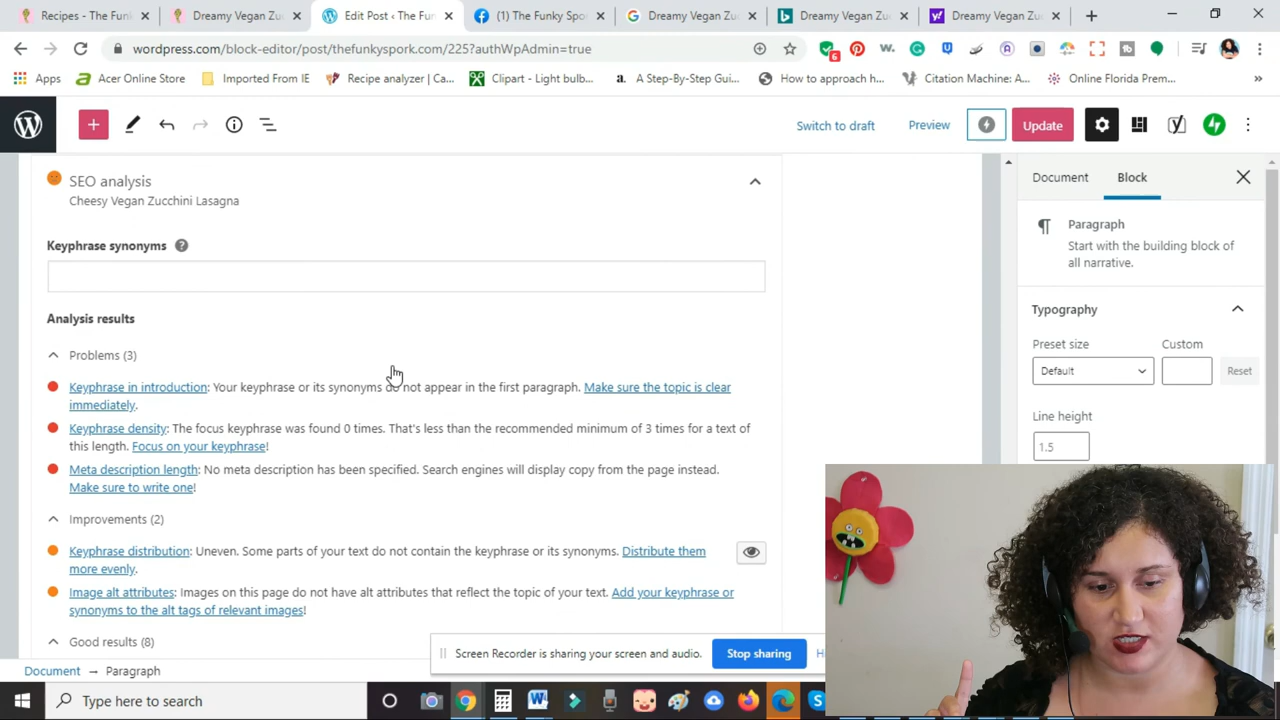 Recipes - The Funk
Dreamy Vegan Zuc
Edit Post ‹ The Fun
(1) The Funky Spo
Dreamy Vegan Zuc
Dreamy Vegan Zuc
Dreamy Vegan Zuc
wordpress.com/block-editor/post/thefunkyspork.com/225?authWpAdmin=true
6
Apps
Acer Online Store
Imported From IE
Recipe analyzer | Ca...
Clipart - Light bulb...
a. A Step-By-Step Gui...
How to approach h...
Citation Machine: A...
Online Florida Prem...
»
Switch to draft
Preview
Update
SEO analysis
Cheesy Vegan Zucchini Lasagna
Keyphrase synonyms ?
Analysis results
Problems (3)
Keyphrase in introduction: Your keyphrase or its synonyms do not appear in the first paragraph. Make sure the topic is clear
immediately.
Keyphrase density: The focus keyphrase was found 0 times. That's less than the recommended minimum of 3 times for a text of
this length. Focus on your keyphrase!
Meta description length: No meta description has been specified. Search engines will display copy from the page instead.
Make sure to write one!
Improvements (2)
Keyphrase distribution: Uneven. Some parts of your text do not contain the keyphrase or its synonyms. Distribute them
more evenly.
Image alt attributes: Images on this page do not have alt attributes that reflect the topic of your text. Add your keyphrase or
synonyms to the alt tags of relevant images!
Good results (8)
Document
Block
Paragraph
Start with the building block of
all narrative.
Typography
Preset size
Custom
Default
Reset
Line height
1.5
Screen Recorder is sharing your screen and audio.
Stop sharing
Document → Paragraph
Type here to search